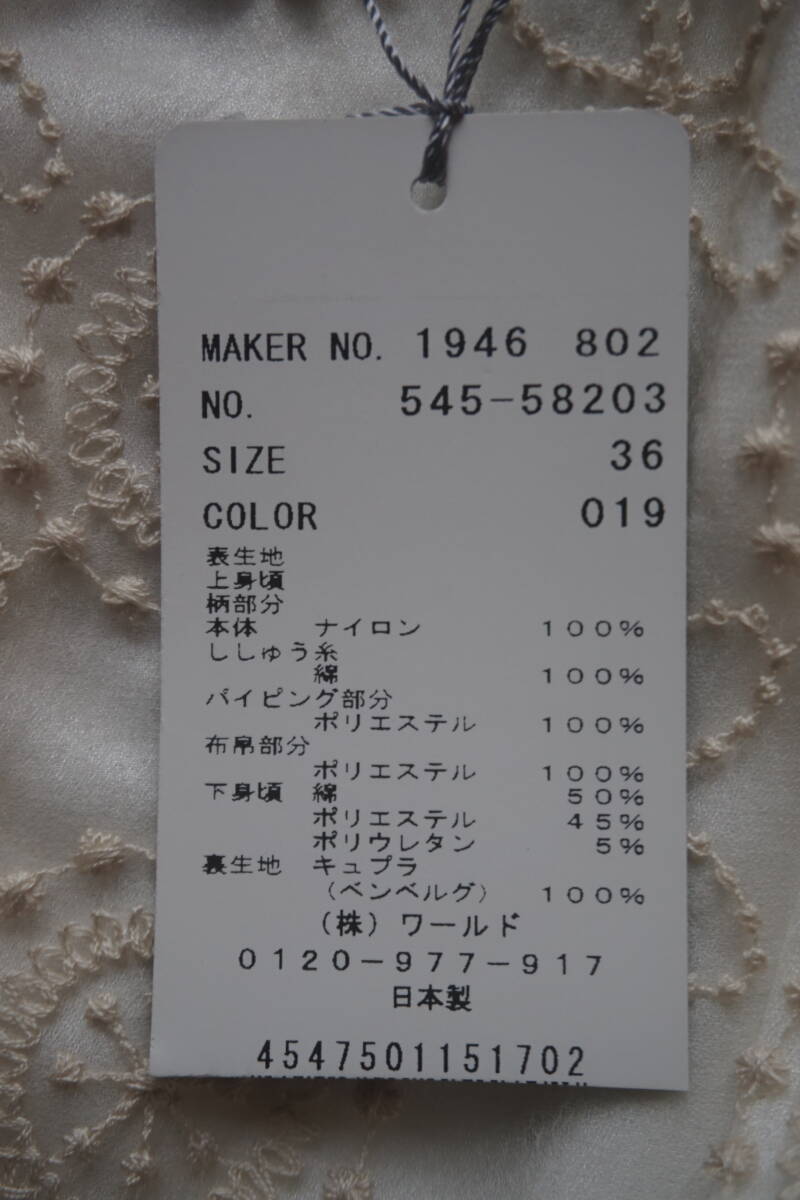 MAKER NO. 1946 802
NO. 545-58203
SIZE 36
COLOR 019
表生地
上身頃
柄部分
本体 ナイロン 100%
ししゅう糸
綿 100%
パイピング部分
ポリエステル 100%
布帛部分
ポリエステル 100%
下身頃 綿 50%
ポリエステル 45%
ポリウレタン 5%
裏生地 キュプラ
(ベンベルグ) 100%
(株)ワールド
0120-977-917
日本製
4547501151702